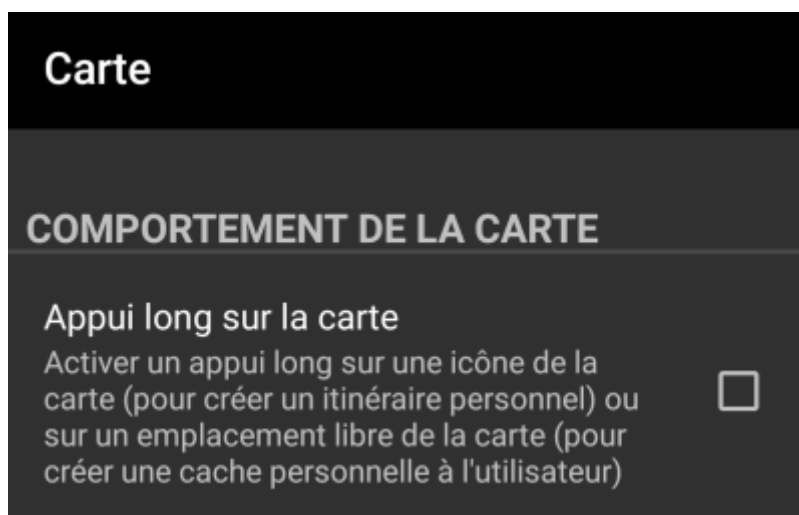 Carte
COMPORTEMENT DE LA CARTE
Appui long sur la carte
Activer un appui long sur une icône de la
carte (pour créer un itinéraire personnel) ou
sur un emplacement libre de la carte (pour
créer une cache personnelle à l'utilisateur)